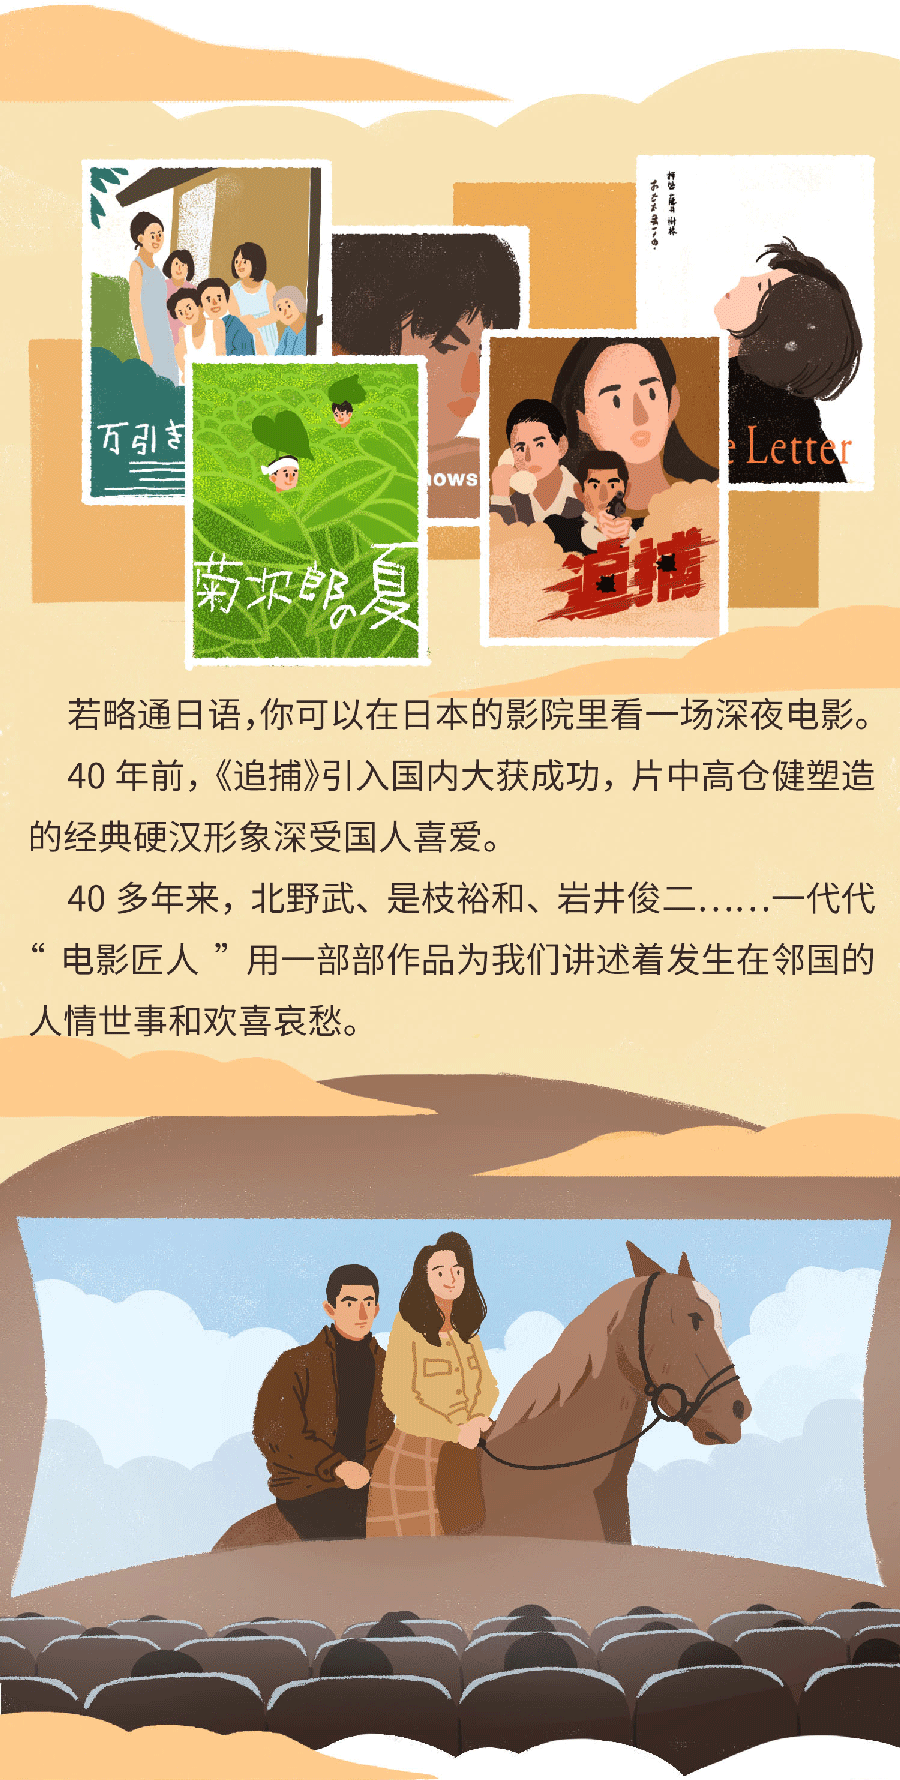 万引き
nows
e Letter
菊次郎の夏
追捕
若略通日语，你可以在日本的影院里看一场深夜电影。
40 年前，《追捕》引入国内大获成功，片中高仓健塑造
的经典硬汉形象深受国人喜爱。
40 多年来，北野武、是枝裕和、岩井俊二……一代代
“ 电影匠人 ” 用一部部作品为我们讲述着发生在邻国的
人情世事和欢喜哀愁。